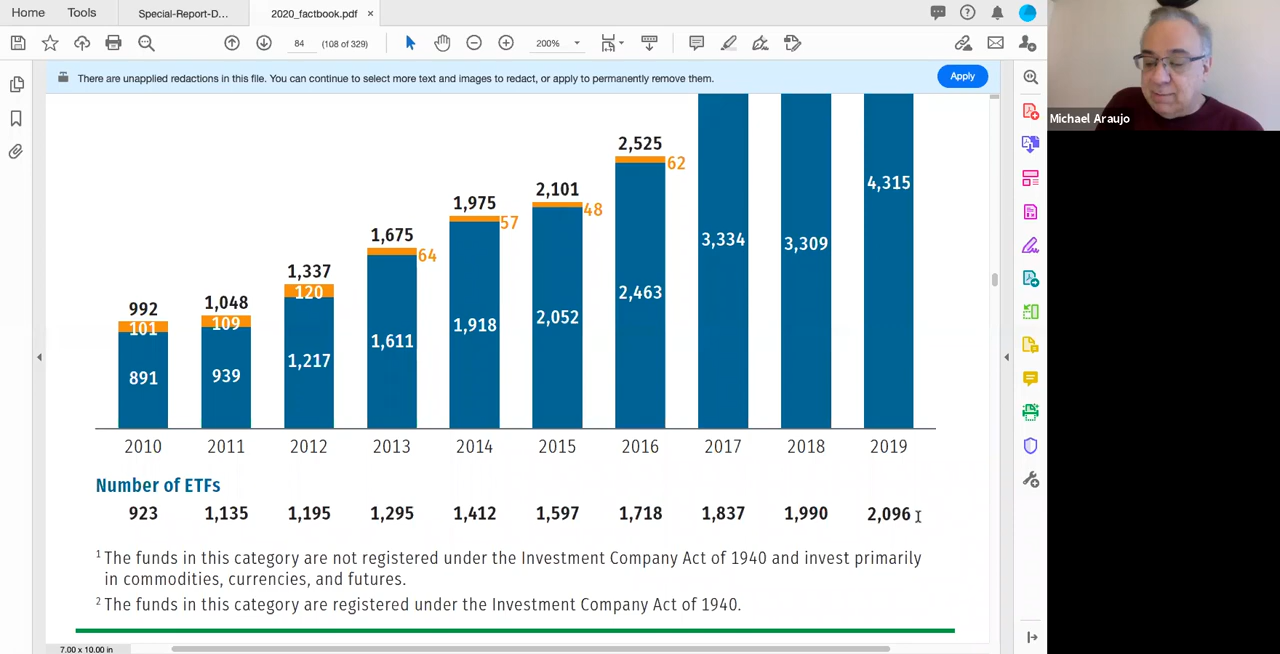 Home Tools Special-Report-D... 2020_factbook.pdf ×
84 (108 of 329) 200%
There are unapplied redactions in this file. You can continue to select more text and images to redact, or apply to permanently remove them. Apply
Michael Araujo
2,525
62
4,315
2,101
1,975
48
57
3,334
3,309
1,675
64
1,337
120
2,463
992
1,048
101
109
2,052
1,918
1,611
1,217
891
939
2010 2011 2012 2013 2014 2015 2016 2017 2018 2019
Number of ETFs
923 1,135 1,195 1,295 1,412 1,597 1,718 1,837 1,990 2,096
1 The funds in this category are not registered under the Investment Company Act of 1940 and invest primarily
in commodities, currencies, and futures.
2 The funds in this category are registered under the Investment Company Act of 1940.
7.00 x 10.00 in